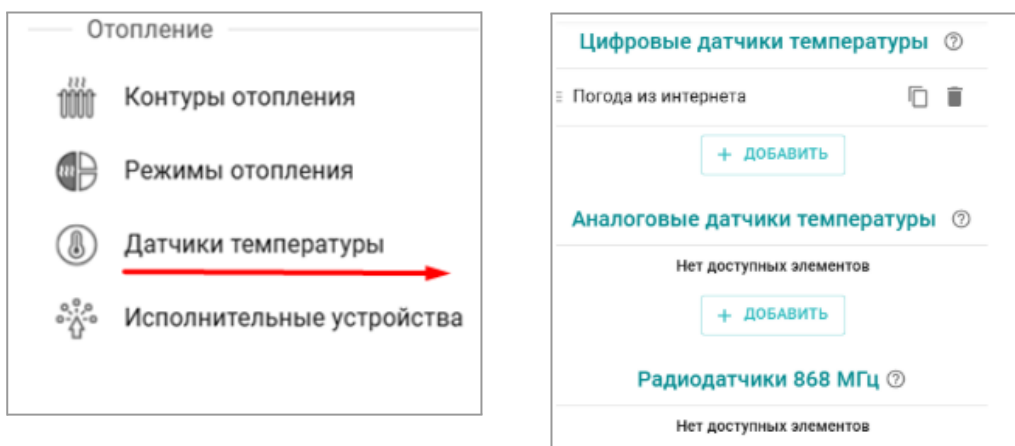 Отопление
Контуры отопления
Режимы отопления
Датчики температуры
Исполнительные устройства
Цифровые датчики температуры ?
Погода из интернета
+ ДОБАВИТЬ
Аналоговые датчики температуры ?
Нет доступных элементов
+ ДОБАВИТЬ
Радиодатчики 868 МГц ?
Нет доступных элементов